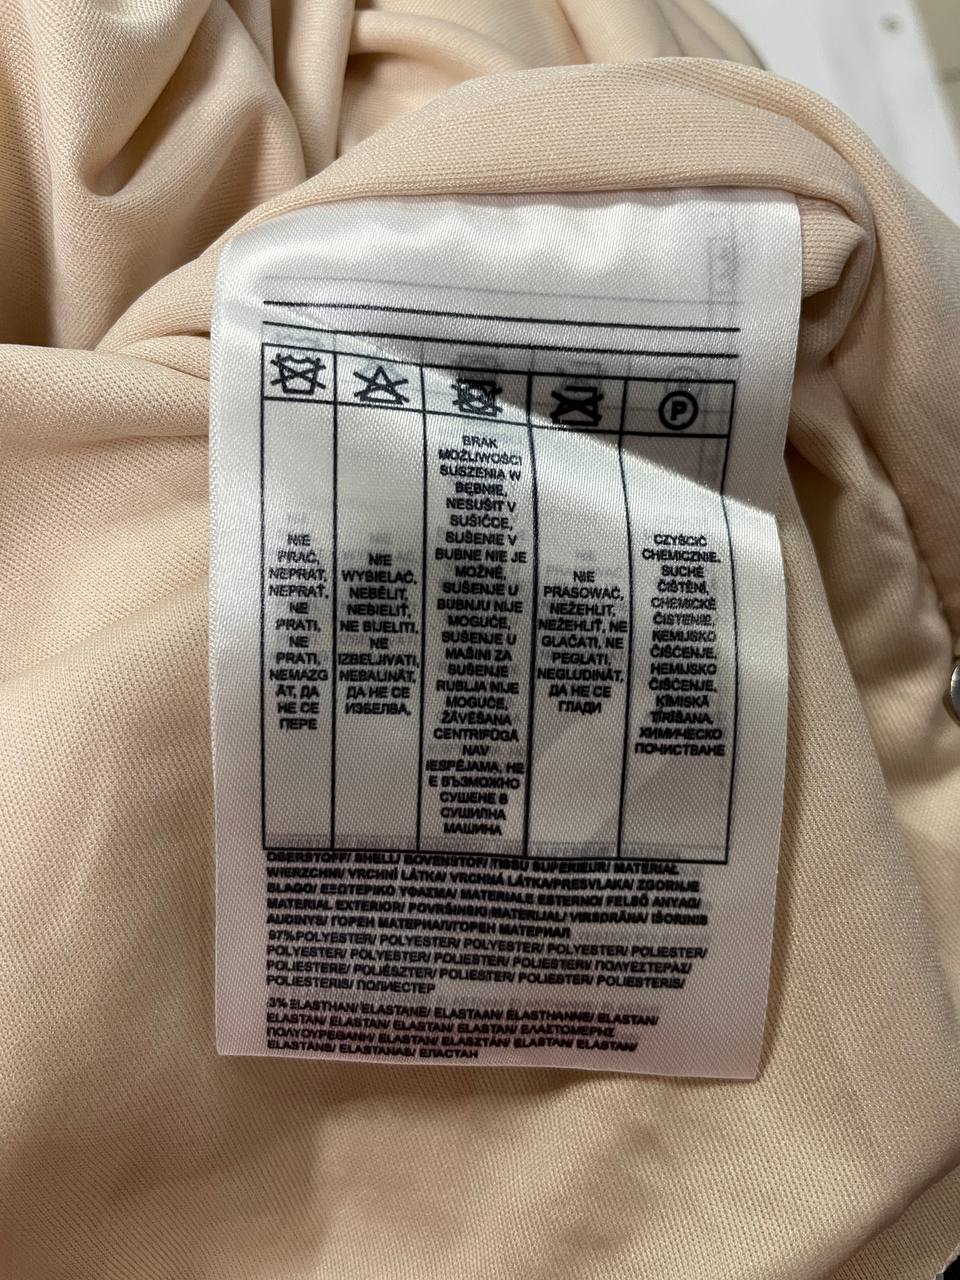 P
NIE
PRAĆ,
NEPRAT,
NEPRAŤ,
NE
PRATI,
NE
PRATI,
NEMAZG
ĀT, ДА
НЕ СЕ
ПЕРЕ
NIE
WYBIELAĆ,
NEBĚLIT,
NEBIELIŤ,
NE BIJELITI,
NE
IZBELJIVATI,
NEBALINĀT,
ДА НЕ СЕ
ИЗБЕЛВА,
BRAK
MOŻLIWOŚCI
SUSZENIA W
BĘBNIE,
NESUŠIT V
SUŠIČCE,
SUŠENIE V
BUBNE NIE JE
MOŽNÉ,
SUŠENJE U
BUBNJU NIJE
MOGUĆE,
SUŠENJE U
MAŠINI ZA
SUŠENJE
RUBLJA NIJE
MOGUĆE,
ŽĀVĒŠANA
CENTRIFŪGĀ
NAV
IESPĒJAMA, НЕ
Е ВЪЗМОЖНО
СУШЕНЕ В
СУШИЛНА
МАШИНА
NIE
PRASOWAĆ,
NEŽEHLIT,
NEŽEHLIŤ, NE
GLAČATI, NE
PEGLATI,
NEGLUDINĀT,
ДА НЕ СЕ
ГЛАДИ
CZYŚCIĆ
CHEMICZNIE,
SUCHÉ
ČIŠTĚNÍ,
CHEMICKÉ
ČISTENIE,
KEMIJSKO
ČIŠĆENJE,
HEMIJSKO
ČIŠĆENJE,
ĶĪMISKĀ
TĪRĪŠANA,
ХИМИЧЕСКО
ПОЧИСТВАНЕ
OBERSTOFF/ SHELL/ BOVENSTOF/ TISSU SUPÉRIEUR/ MATERIAŁ
WIERZCHNI/ VRCHNÍ LÁTKA/ VRCHNÁ LÁTKA/PRESVLAKA/ ZGORNJE
BLAGO/ ΕΞΩΤΕΡΙΚΟ ΥΦΑΣΜΑ/ MATERIALE ESTERNO/ FELSŐ ANYAG/
MATERIAL EXTERIOR/ POVRŠINSKI MATERIJAL/ VIRSDRĀNA/ IŠORINIS
AUDINYS/ ГОРЕН МАТЕРИАЛ/ГОРЕН МАТЕРИАЛ
97%POLYESTER/ POLYESTER/ POLYESTER/ POLYESTER/ POLIESTER/
POLYESTER/ POLYESTER/ POLIESTER/ POLIESTER/ ΠΟΛΥΕΣΤΕΡΑΣ/
POLIESTERE/ POLIÉSZTER/ POLIESTER/ POLIESTER/ POLIESTERIS/
POLIESTERIS/ ПОЛИЕСТЕР
3% ELASTHAN/ ELASTANE/ ELASTAAN/ ELASTHANNE/ ELASTAN/
ELASTAN/ ELASTAN/ ELASTAN/ ELASTAN/ ΕΛΑΣΤΟΜΕΡΗΣ
ΠΟΛΥΟΥΡΕΘΑΝΗ/ ELASTAN/ ELASZTÁN/ ELASTAN/ ELASTAN/
ELASTĀNS/ ELASTANAS/ ЕЛАСТАН